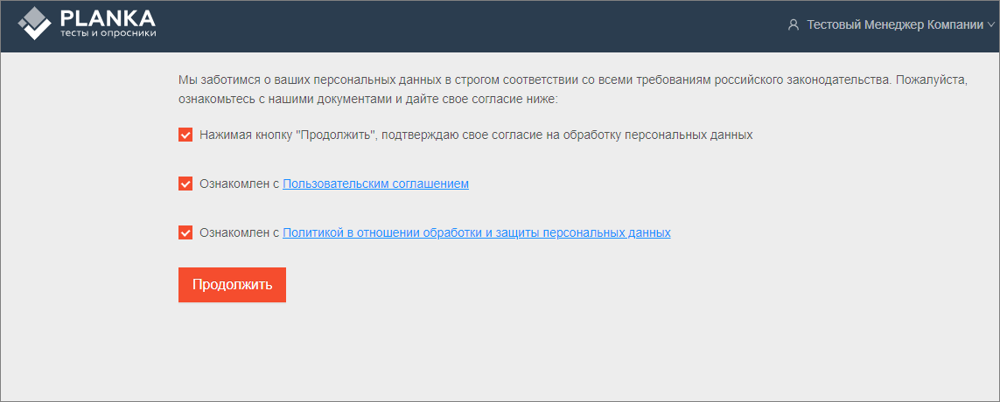 PLANKA
тесты и опросники
Тестовый Менеджер Компании
Мы заботимся о ваших персональных данных в строгом соответствии со всеми требованиям российского законодательства. Пожалуйста,
ознакомьтесь с нашими документами и дайте свое согласие ниже:
Нажимая кнопку "Продолжить", подтверждаю свое согласие на обработку персональных данных
Ознакомлен с Пользовательским соглашением
Ознакомлен с Политикой в отношении обработки и защиты персональных данных
Продолжить